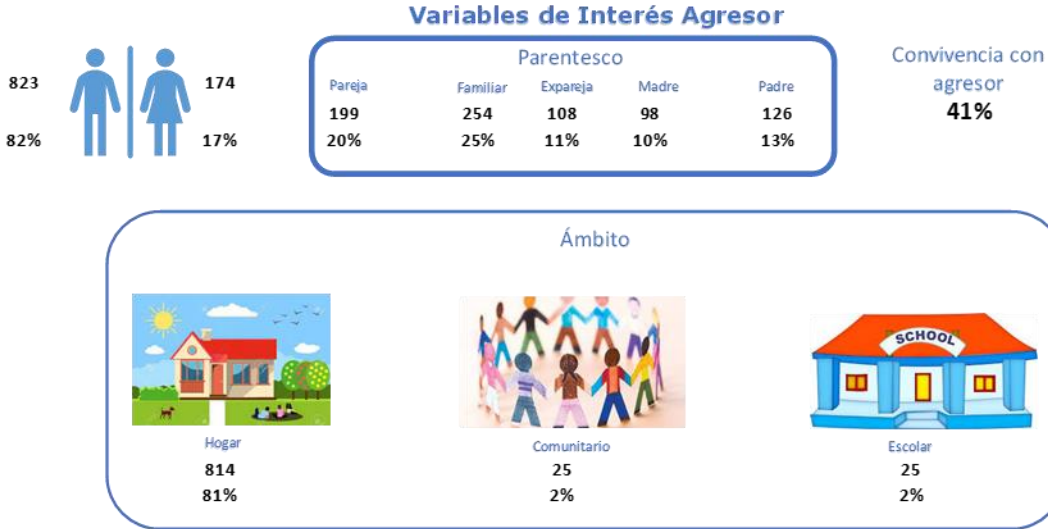 Variables de Interés Agresor
823
174
82%
17%
Parentesco
Pareja Familiar Expareja Madre Padre
199 254 108 98 126
20% 25% 11% 10% 13%
Convivencia con
agresor
41%
Ámbito
SCHOOL
Hogar Comunitario Escolar
814 25 25
81% 2% 2%